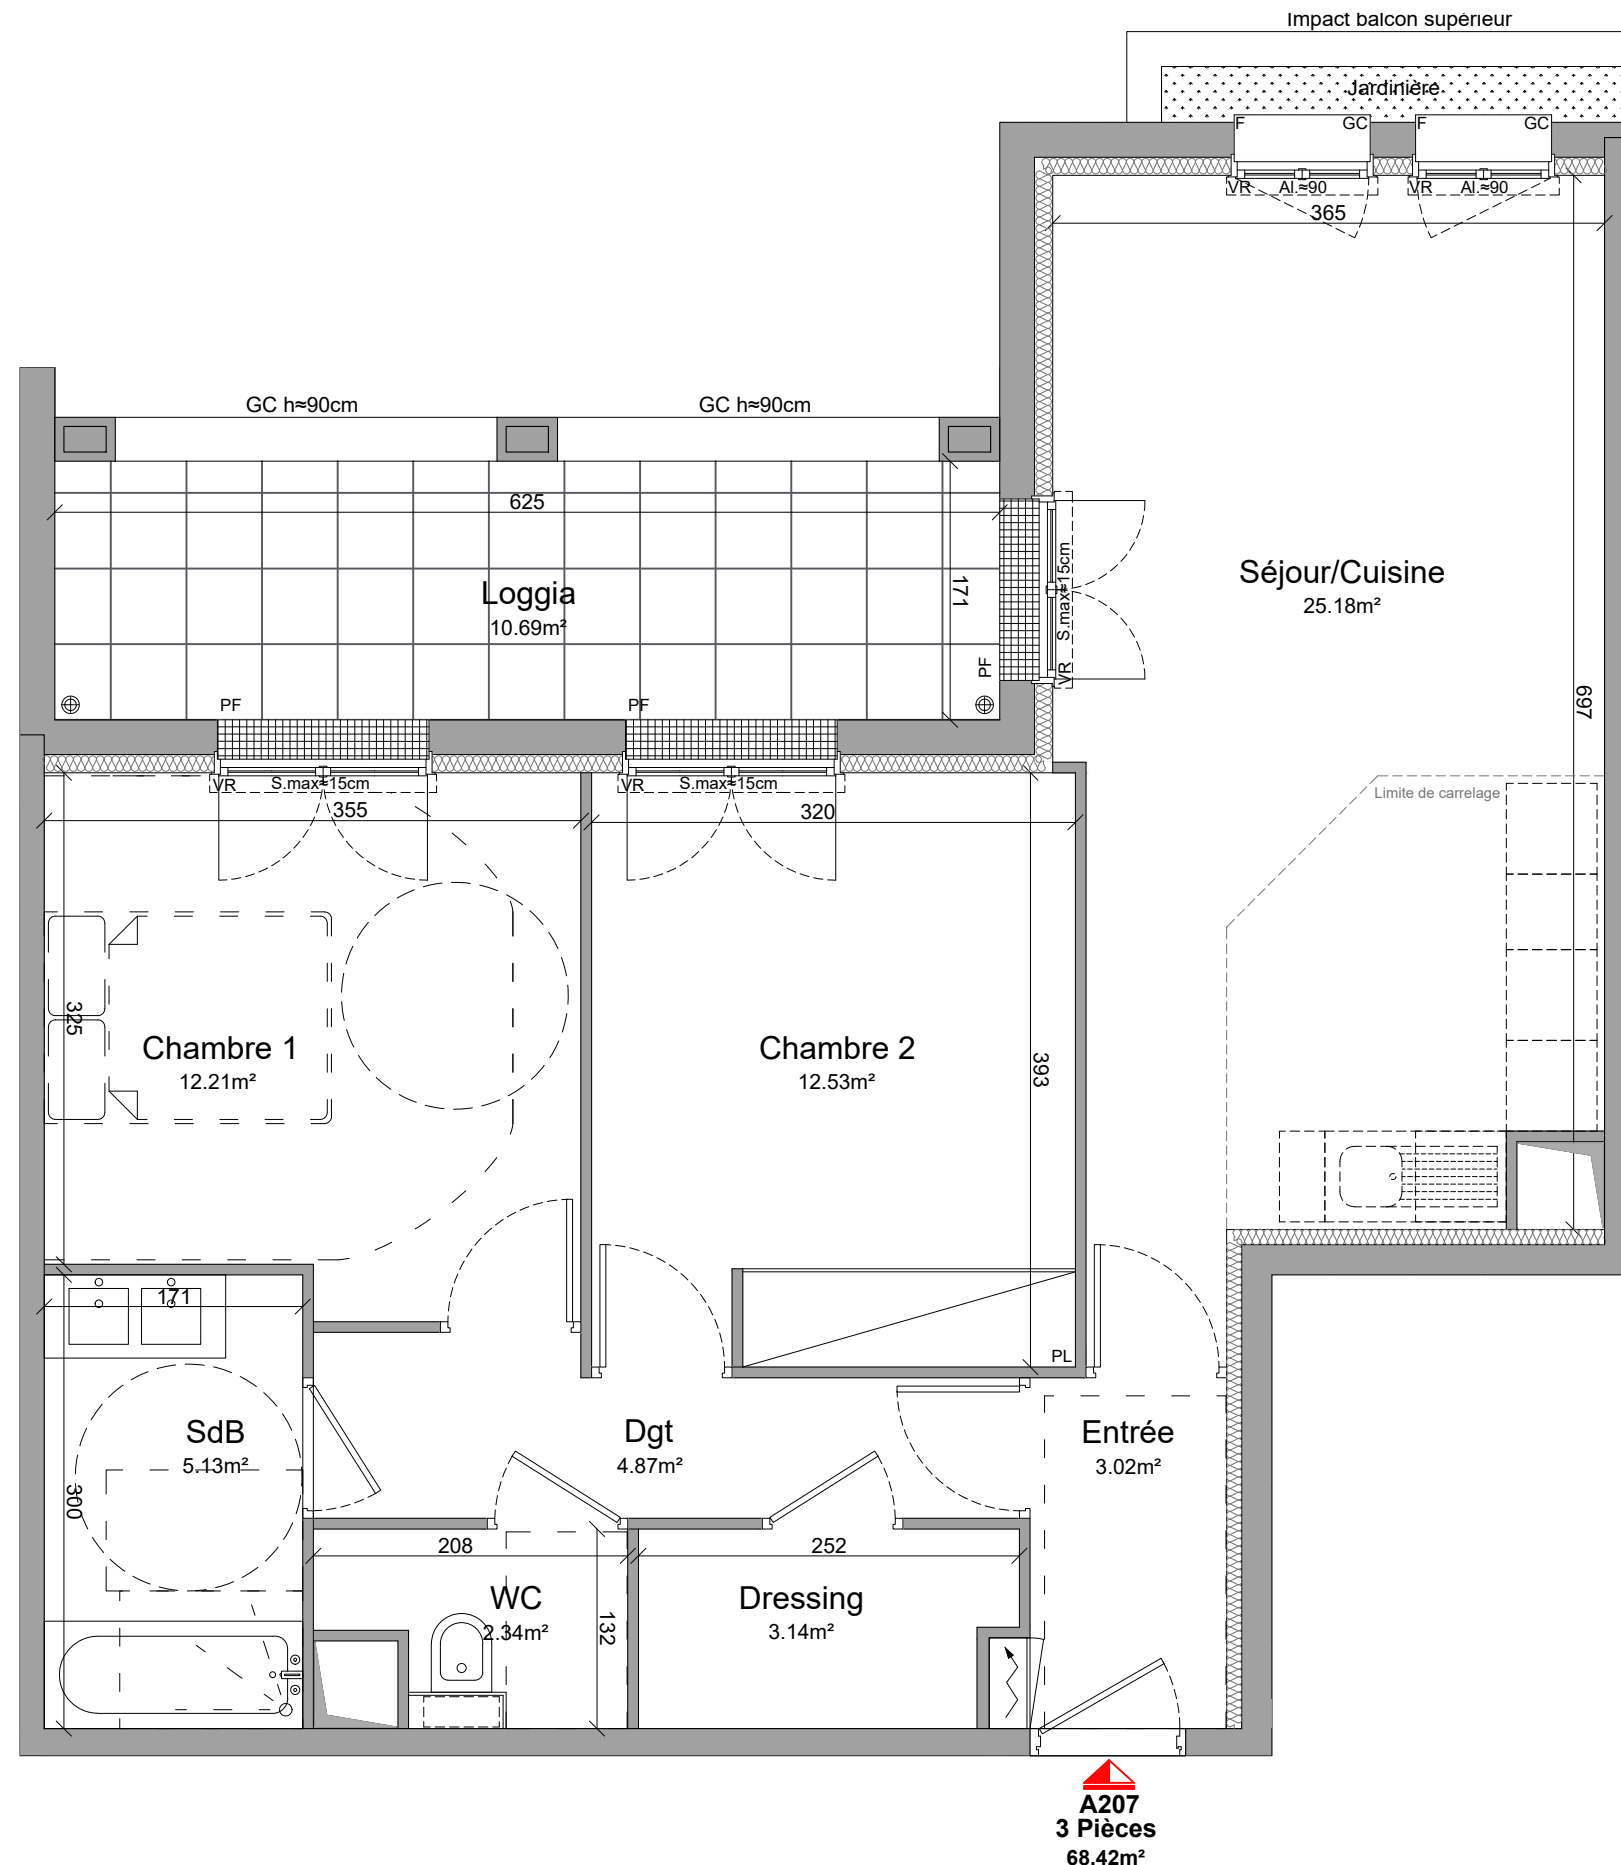 Impact balcon supérieur
Jardinière
F
GC
F
GC
VR
Al.≈90
VR
Al.≈90
365
GC h≈90cm
GC h≈90cm
625
171
Loggia
10.69m²
PF
PF
PF
S.max≈15cm
VR
Séjour/Cuisine
25.18m²
697
VR
S.max≈15cm
VR
S.max≈15cm
355
320
Limite de carrelage
325
Chambre 1
12.21m²
Chambre 2
12.53m²
393
171
PL
SdB
5.13m²
300
Dgt
4.87m²
Entrée
3.02m²
208
252
WC
2.34m²
132
Dressing
3.14m²
A207
3 Pièces
68.42m²